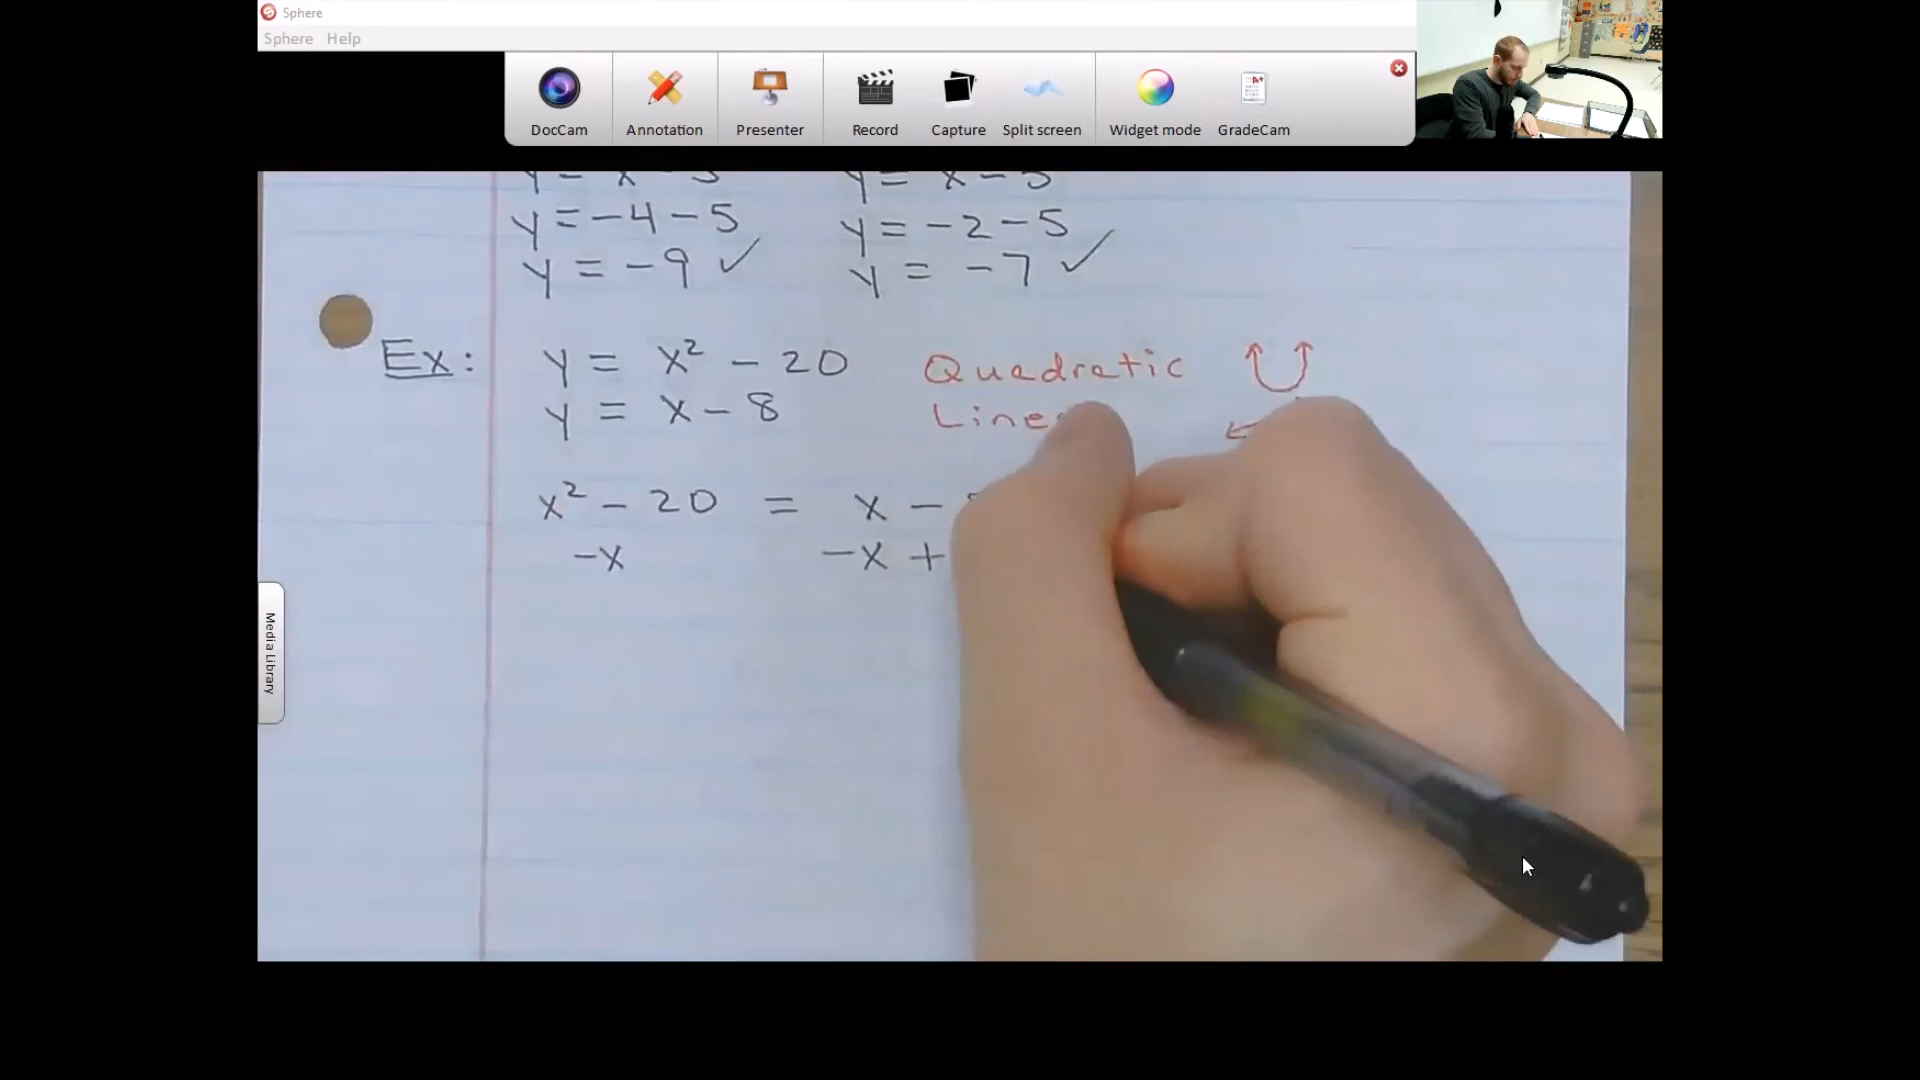 Sphere
Sphere Help
DocCam Annotation Presenter Record Capture Split screen Widget mode GradeCam
y = -4 - 5 y = -2 - 5
y = -9 ✓ y = -7 ✓
Ex: y = x² - 20 Quadratic
y = x - 8
x² - 20 = x -
-x -x +
Media Library